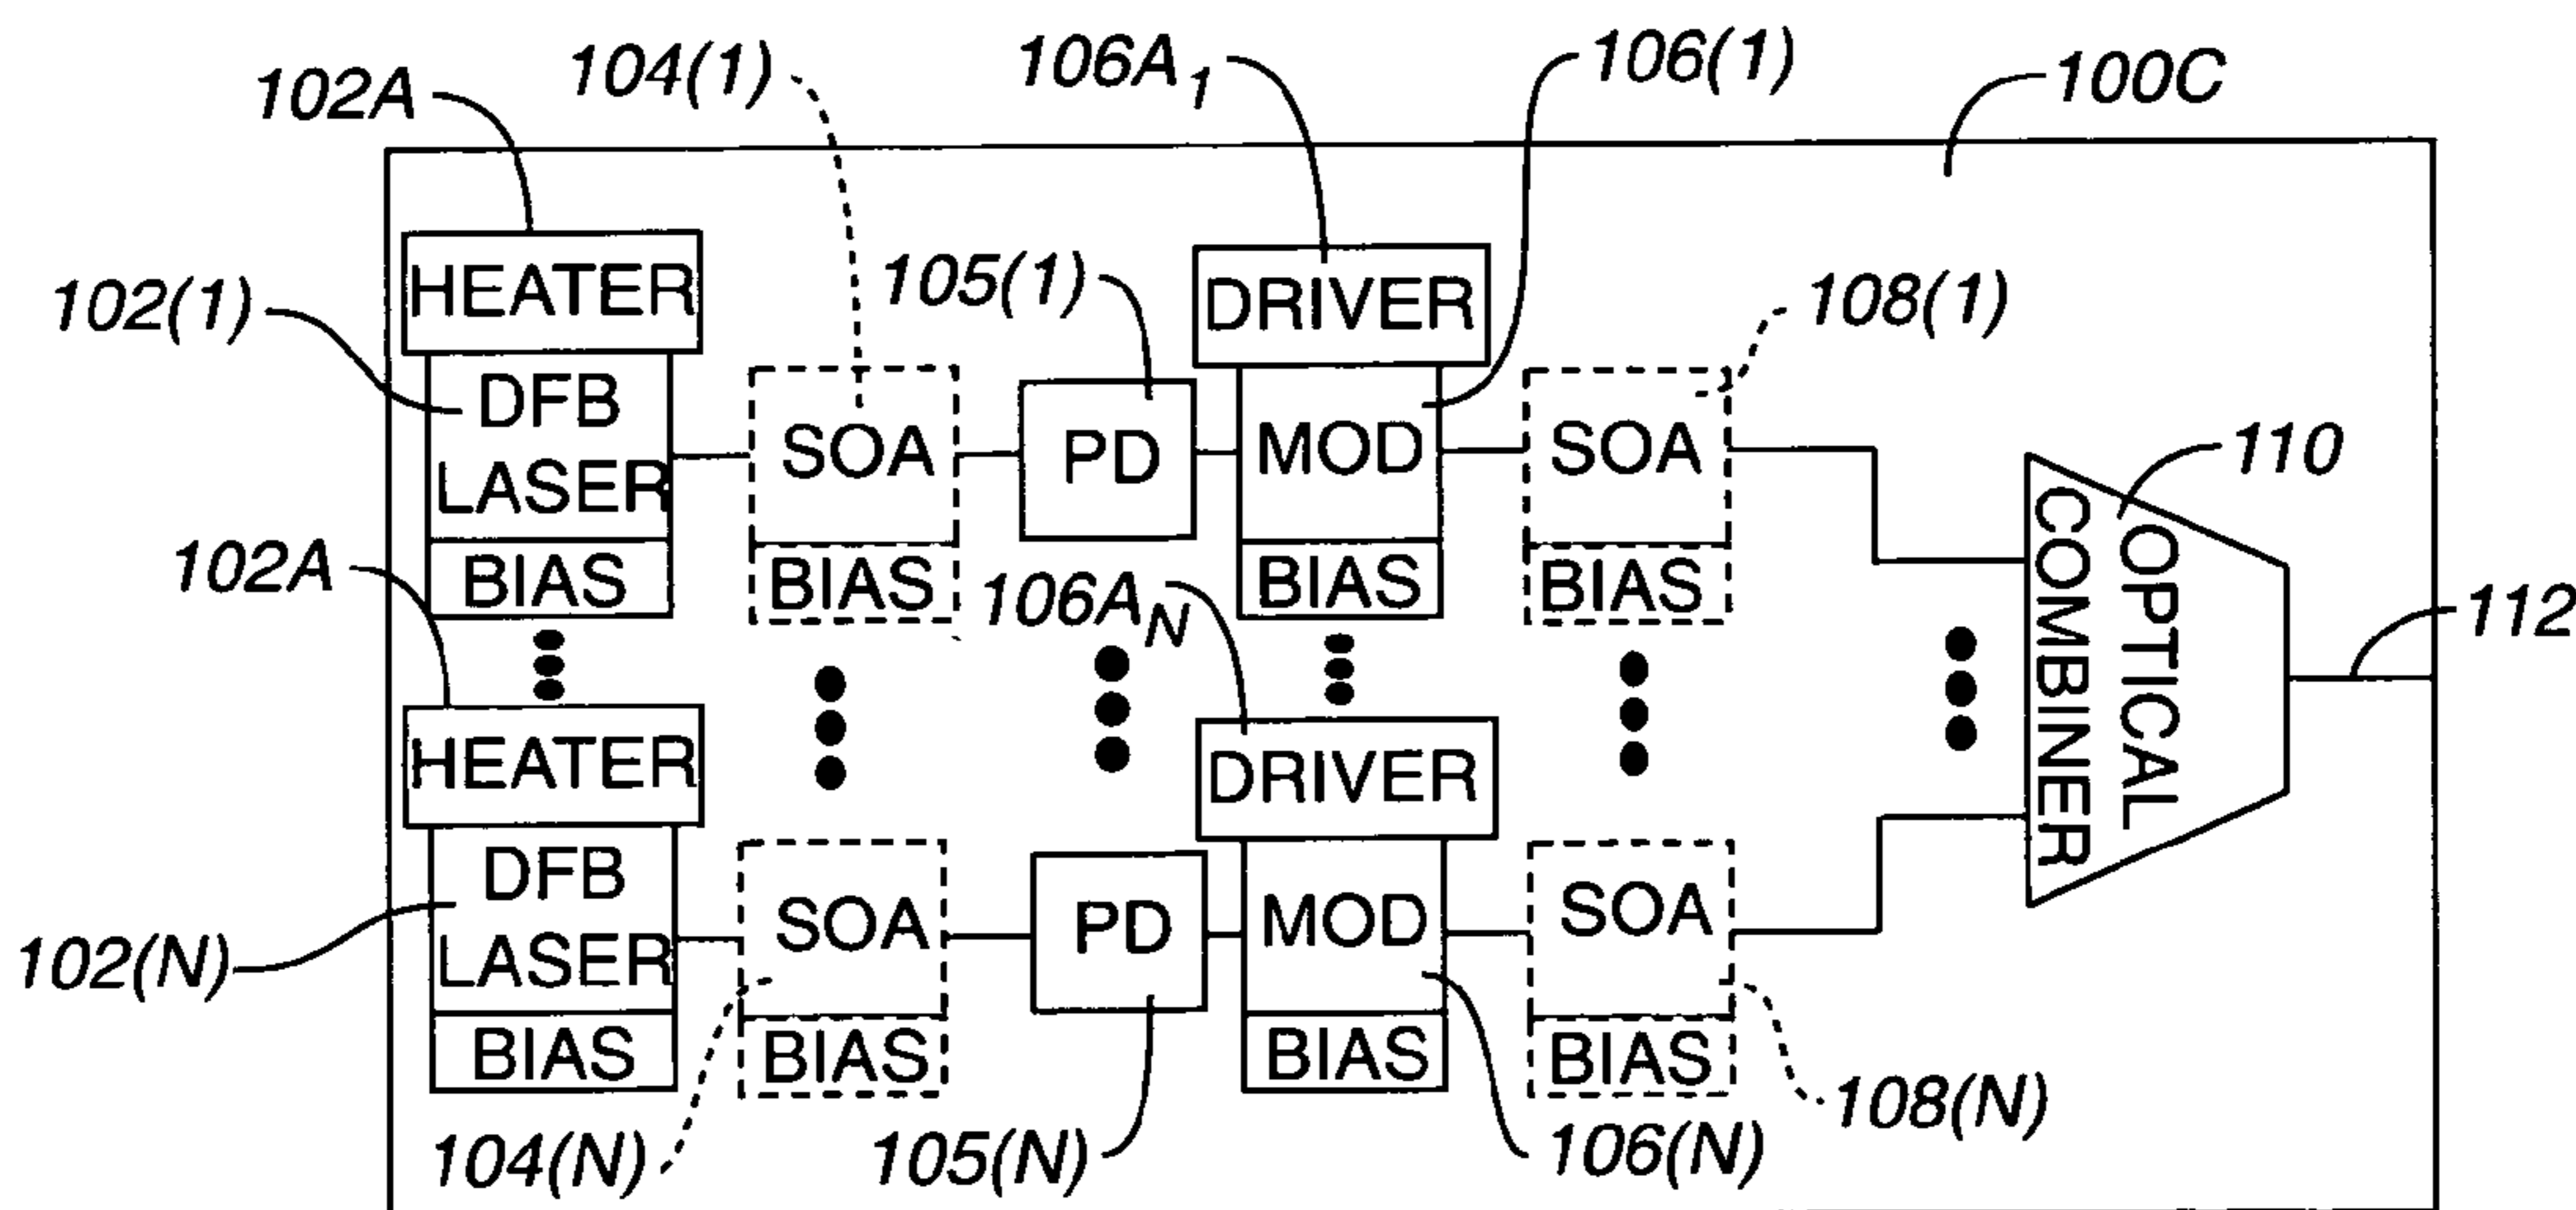 102A
104(1)
106A1
106(1)
100C
102(1)
HEATER
105(1)
DRIVER
108(1)
DFB
LASER
BIAS
SOA
BIAS
PD
MOD
BIAS
SOA
BIAS
110
OPTICAL
COMBINER
112
102A
106AN
HEATER
DRIVER
102(N)
DFB
LASER
BIAS
SOA
BIAS
PD
MOD
BIAS
SOA
BIAS
104(N)
105(N)
106(N)
108(N)